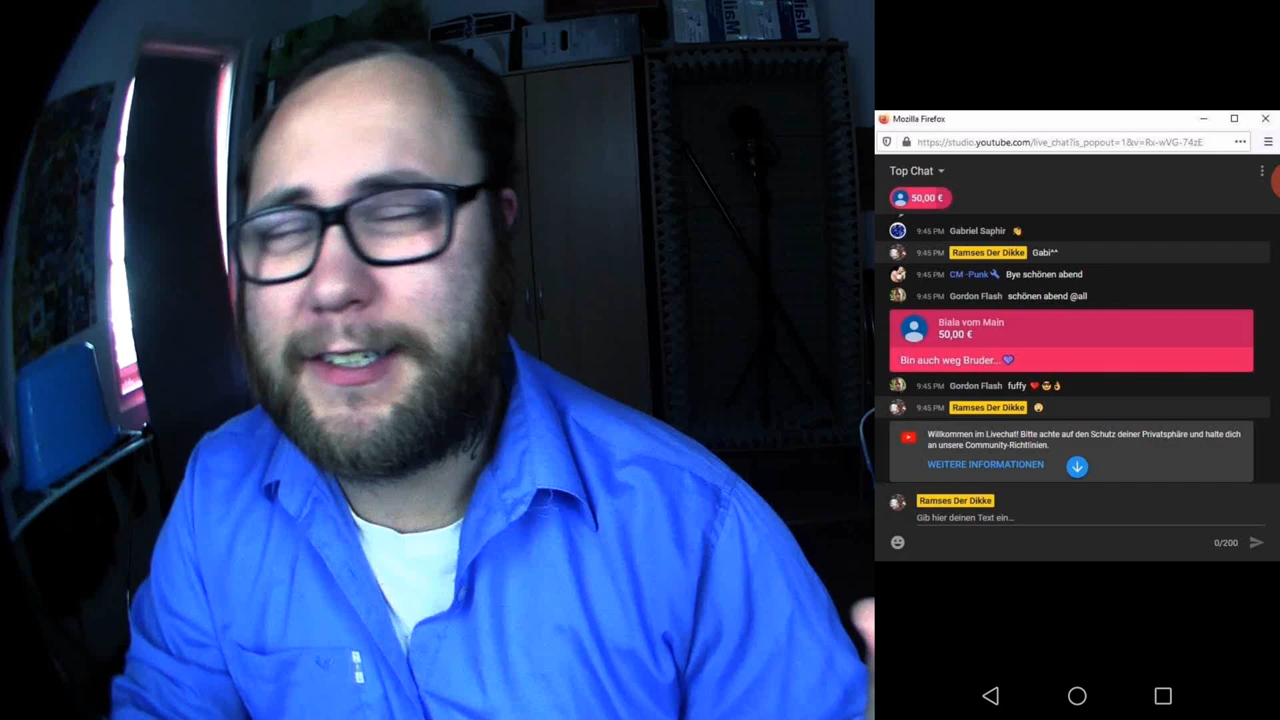 Mozilla Firefox
https://studio.youtube.com/live_chat?is_popout=1&v=Rx-wVG-74zE
Top Chat
50,00 €
9:45 PM Gabriel Saphir 👏
9:45 PM Ramses Der Dikke Gabi^^
9:45 PM CM -Punk Bye schönen abend
9:45 PM Gordon Flash schönen abend @all
Biala vom Main
50,00 €
Bin auch weg Bruder...💜
9:45 PM Gordon Flash fuffy ❤️😎👌
9:45 PM Ramses Der Dikke 😲
Willkommen im Livechat! Bitte achte auf den Schutz deiner Privatsphäre und halte dich
an unsere Community-Richtlinien.
WEITERE INFORMATIONEN
Ramses Der Dikke
Gib hier deinen Text ein...
0/200